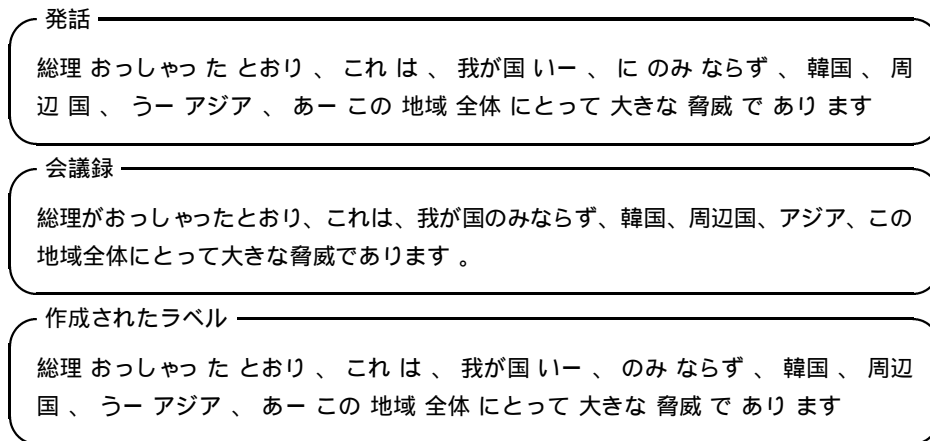 発話
総理 おっしゃっ た とおり 、 これ は 、 我が国 いー 、 に のみ ならず 、 韓国 、 周
辺 国 、 うー アジア 、 あー この 地域 全体 にとって 大きな 脅威 で あり ます
会議録
総理がおっしゃったとおり、これは、我が国のみならず、韓国、周辺国、アジア、この
地域全体にとって大きな脅威であります 。
作成されたラベル
総理 おっしゃっ た とおり 、 これ は 、 我が国 いー 、 のみ ならず 、 韓国 、 周辺
国 、 うー アジア 、 あー この 地域 全体 にとって 大きな 脅威 で あり ます